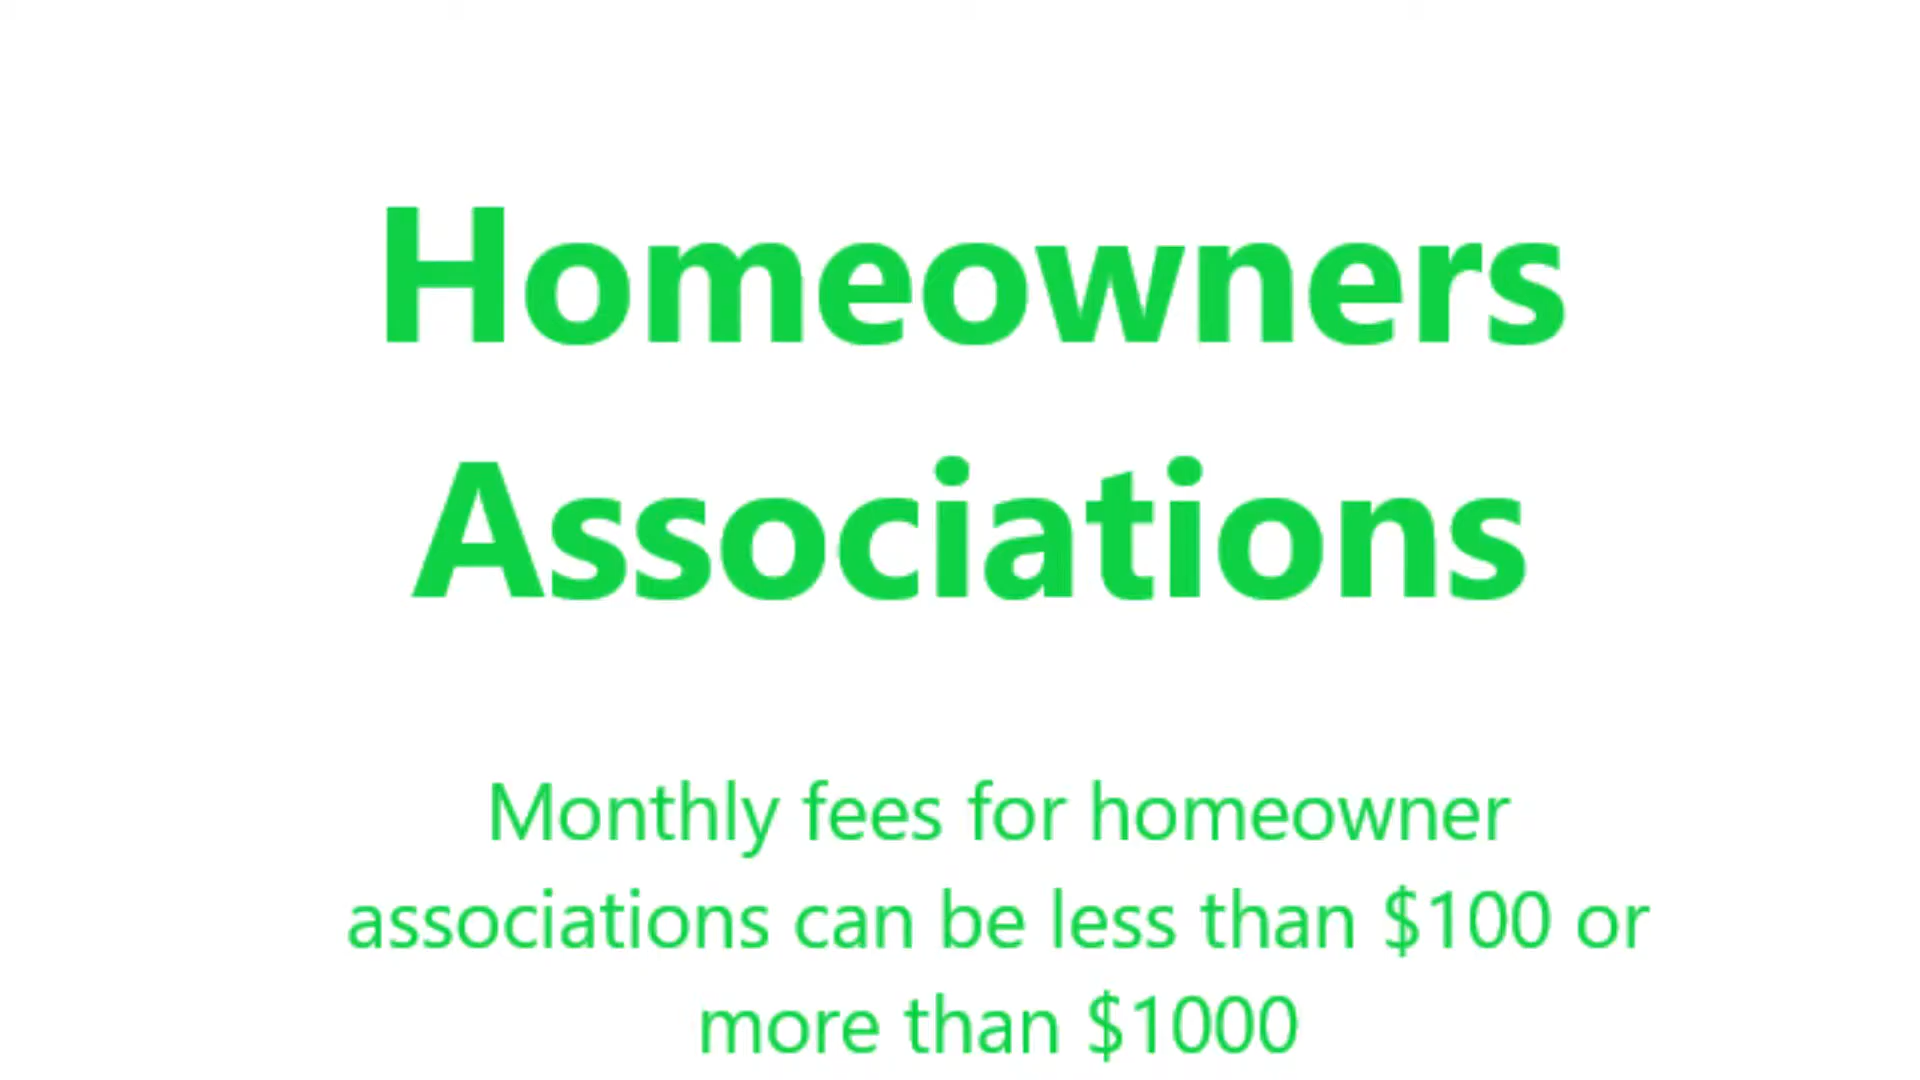 Homeowners
Associations
Monthly fees for homeowner
associations can be less than $100 or
more than $1000